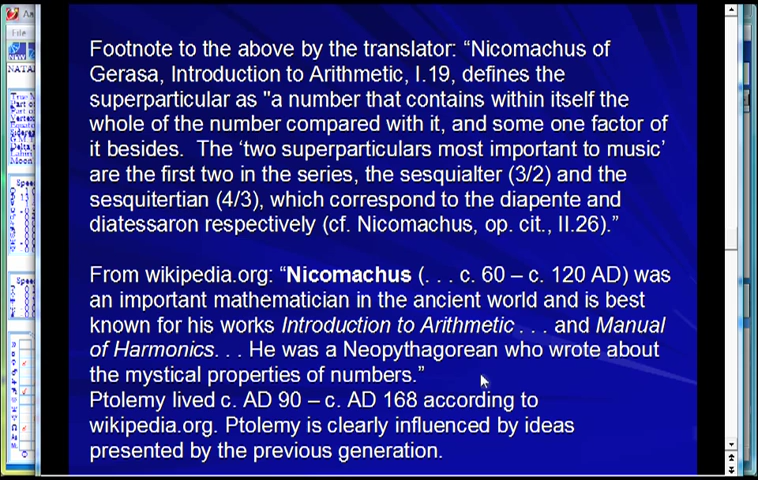 File
NATA
Footnote to the above by the translator: “Nicomachus of
Gerasa, Introduction to Arithmetic, I.19, defines the
superparticular as "a number that contains within itself the
whole of the number compared with it, and some one factor of
it besides.  The ‘two superparticulars most important to music’
are the first two in the series, the sesquialter (3/2) and the
sesquitertian (4/3), which correspond to the diapente and
diatessaron respectively (cf. Nicomachus, op. cit., II.26).”
From wikipedia.org: “Nicomachus (. . . c. 60 – c. 120 AD) was
an important mathematician in the ancient world and is best
known for his works Introduction to Arithmetic . . . and Manual
of Harmonics. . . He was a Neopythagorean who wrote about
the mystical properties of numbers.”
Ptolemy lived c. AD 90 – c. AD 168 according to
wikipedia.org. Ptolemy is clearly influenced by ideas
presented by the previous generation.